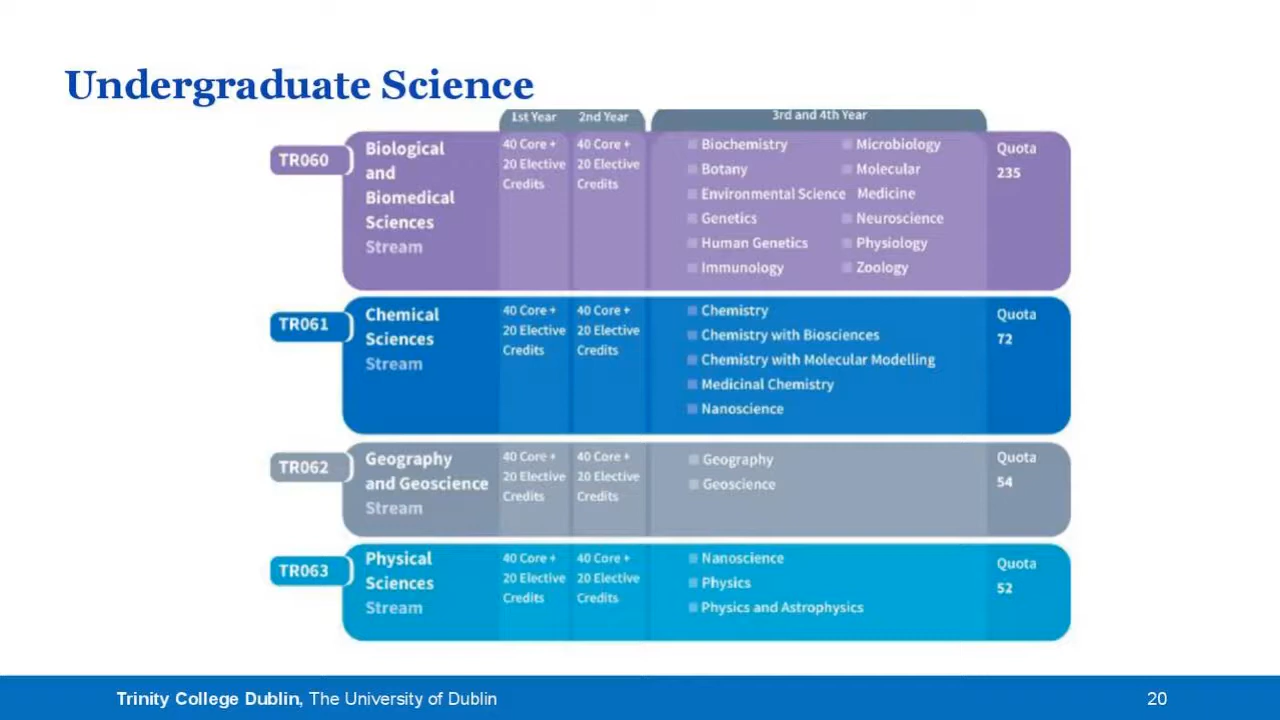 Undergraduate Science
1st Year 2nd Year 3rd and 4th Year
TR060
Biological
and
Biomedical
Sciences
Stream
40 Core +
20 Elective
Credits
40 Core +
20 Elective
Credits
Biochemistry
Botany
Environmental Science
Genetics
Human Genetics
Immunology
Microbiology
Molecular
Medicine
Neuroscience
Physiology
Zoology
Quota
235
TR061
Chemical
Sciences
Stream
40 Core +
20 Elective
Credits
40 Core +
20 Elective
Credits
Chemistry
Chemistry with Biosciences
Chemistry with Molecular Modelling
Medicinal Chemistry
Nanoscience
Quota
72
TR062
Geography
and Geoscience
Stream
40 Core +
20 Elective
Credits
40 Core +
20 Elective
Credits
Geography
Geoscience
Quota
54
TR063
Physical
Sciences
Stream
40 Core +
20 Elective
Credits
40 Core +
20 Elective
Credits
Nanoscience
Physics
Physics and Astrophysics
Quota
52
Trinity College Dublin, The University of Dublin
20